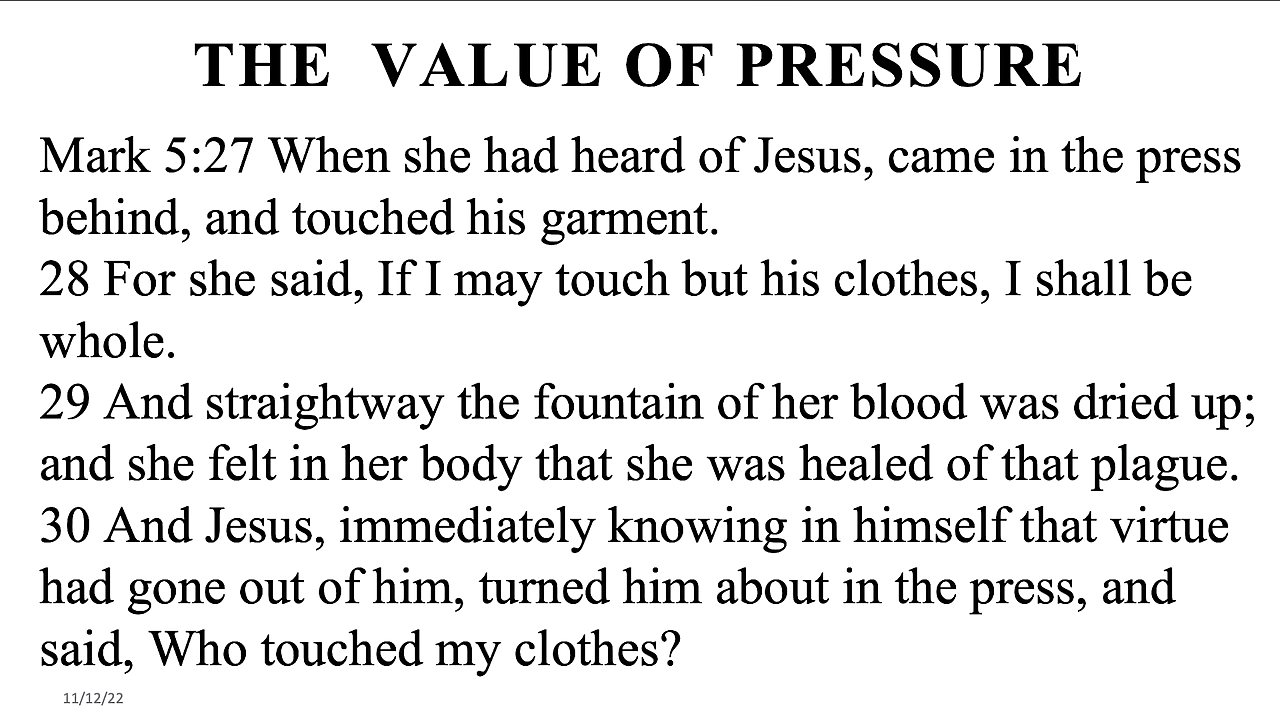 THE VALUE OF PRESSURE
Mark 5:27 When she had heard of Jesus, came in the press
behind, and touched his garment.
28 For she said, If I may touch but his clothes, I shall be
whole.
29 And straightway the fountain of her blood was dried up;
and she felt in her body that she was healed of that plague.
30 And Jesus, immediately knowing in himself that virtue
had gone out of him, turned him about in the press, and
said, Who touched my clothes?
11/12/22